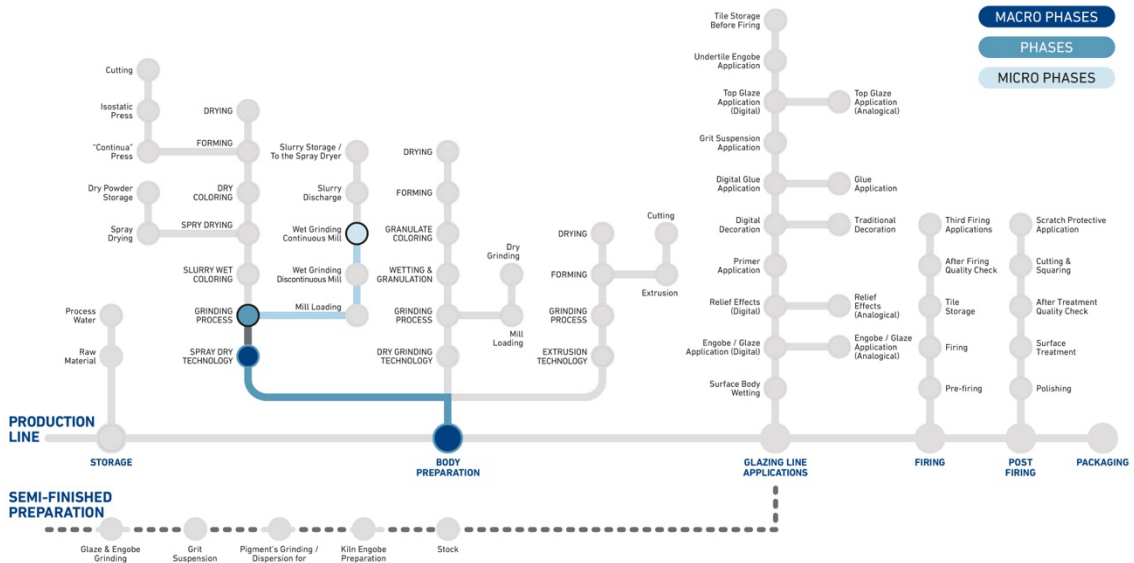 MACRO PHASES
PHASES
MICRO PHASES
Cutting
Isostatic
Press
"Continua"
Press
Dry Powder
Storage
Spray
Drying
DRYING
FORMING
DRY
COLORING
SPRY DRYING
SLURRY WET
COLORING
GRINDING
PROCESS
SPRAY DRY
TECHNOLOGY
Process
Water
Raw
Material
Slurry Storage /
To the Spray Dryer
Slurry
Discharge
Wet Grinding
Continuous Mill
Wet Grinding
Discontinuous Mill
Mill Loading
DRYING
FORMING
GRANULATE
COLORING
WETTING &
GRANULATION
GRINDING
PROCESS
DRY GRINDING
TECHNOLOGY
Dry
Grinding
Mill
Loading
DRYING
FORMING
GRINDING
PROCESS
EXTRUSION
TECHNOLOGY
Cutting
Extrusion
Tile Storage
Before Firing
Undertile Engobe
Application
Top Glaze
Application
(Digital)
Top Glaze
Application
(Analogical)
Grit Suspension
Application
Digital Glue
Application
Glue
Application
Digital
Decoration
Traditional
Decoration
Primer
Application
Relief Effects
(Digital)
Relief
Effects
(Analogical)
Engobe / Glaze
Application (Digital)
Engobe / Glaze
Application
(Analogical)
Surface Body
Wetting
Third Firing
Applications
After Firing
Quality Check
Tile
Storage
Firing
Pre-firing
Scratch Protective
Application
Cutting &
Squaring
After Treatment
Quality Check
Surface
Treatment
Polishing
PRODUCTION
LINE
STORAGE
BODY
PREPARATION
GLAZING LINE
APPLICATIONS
FIRING
POST
FIRING
PACKAGING
SEMI-FINISHED
PREPARATION
Glaze & Engobe
Grinding
Grit
Suspension
Pigment's Grinding /
Dispersion for
Kiln Engobe
Preparation
Stock